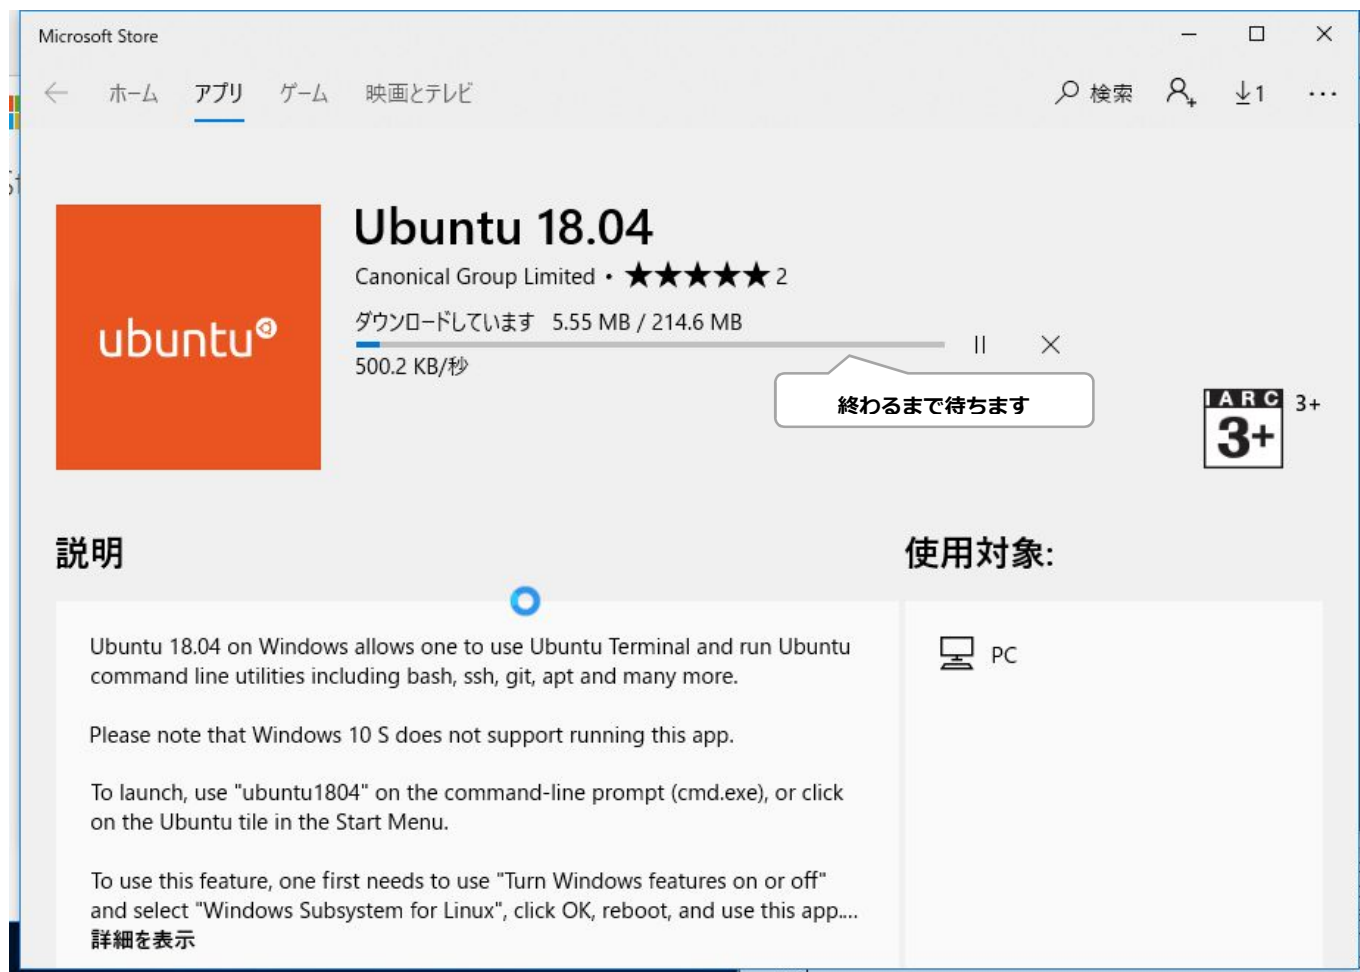 Microsoft Store
ホーム アプリ ゲーム 映画とテレビ 検索 1 ...
ubuntu
Ubuntu 18.04
Canonical Group Limited • ★★★★★ 2
ダウンロードしています 5.55 MB / 214.6 MB
500.2 KB/秒
終わるまで待ちます
IARC 3+
3+
説明
使用対象:
Ubuntu 18.04 on Windows allows one to use Ubuntu Terminal and run Ubuntu
command line utilities including bash, ssh, git, apt and many more.
PC
Please note that Windows 10 S does not support running this app.
To launch, use "ubuntu1804" on the command-line prompt (cmd.exe), or click
on the Ubuntu tile in the Start Menu.
To use this feature, one first needs to use "Turn Windows features on or off"
and select "Windows Subsystem for Linux", click OK, reboot, and use this app....
詳細を表示